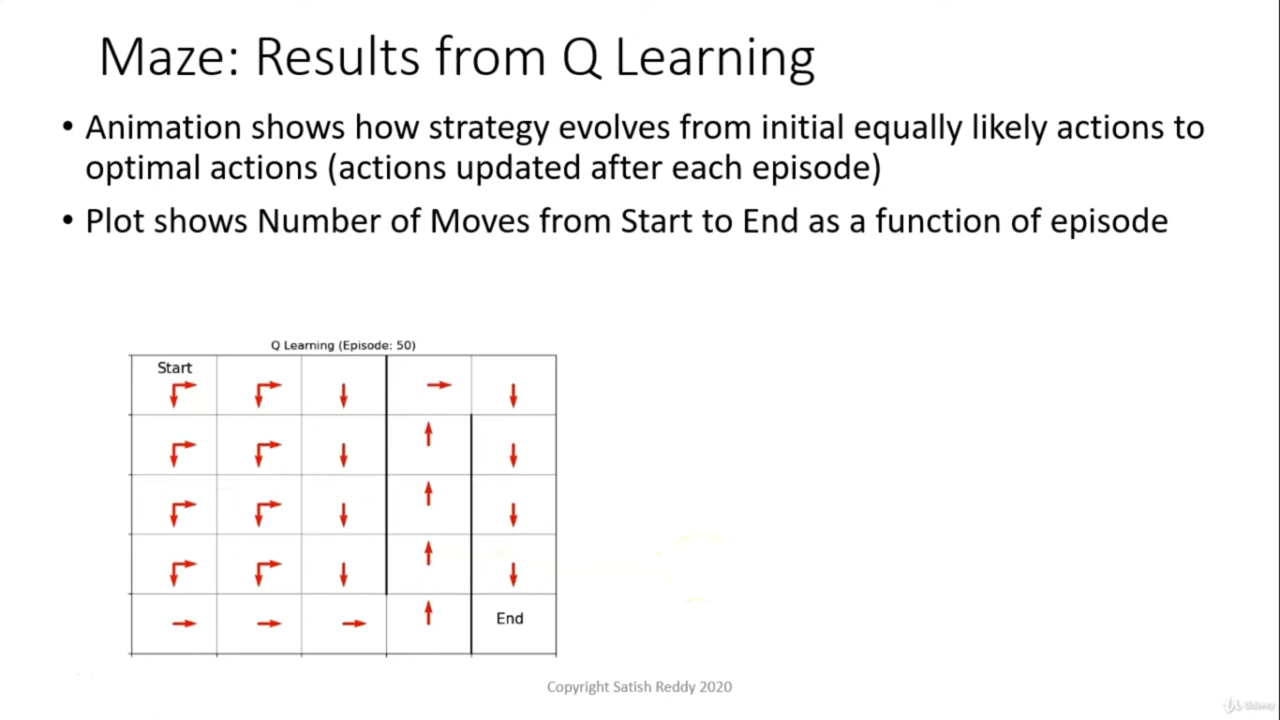 Maze: Results from Q Learning
• Animation shows how strategy evolves from initial equally likely actions to
optimal actions (actions updated after each episode)
• Plot shows Number of Moves from Start to End as a function of episode
Q Learning (Episode: 50)
Start
End
Copyright Satish Reddy 2020
Udemy